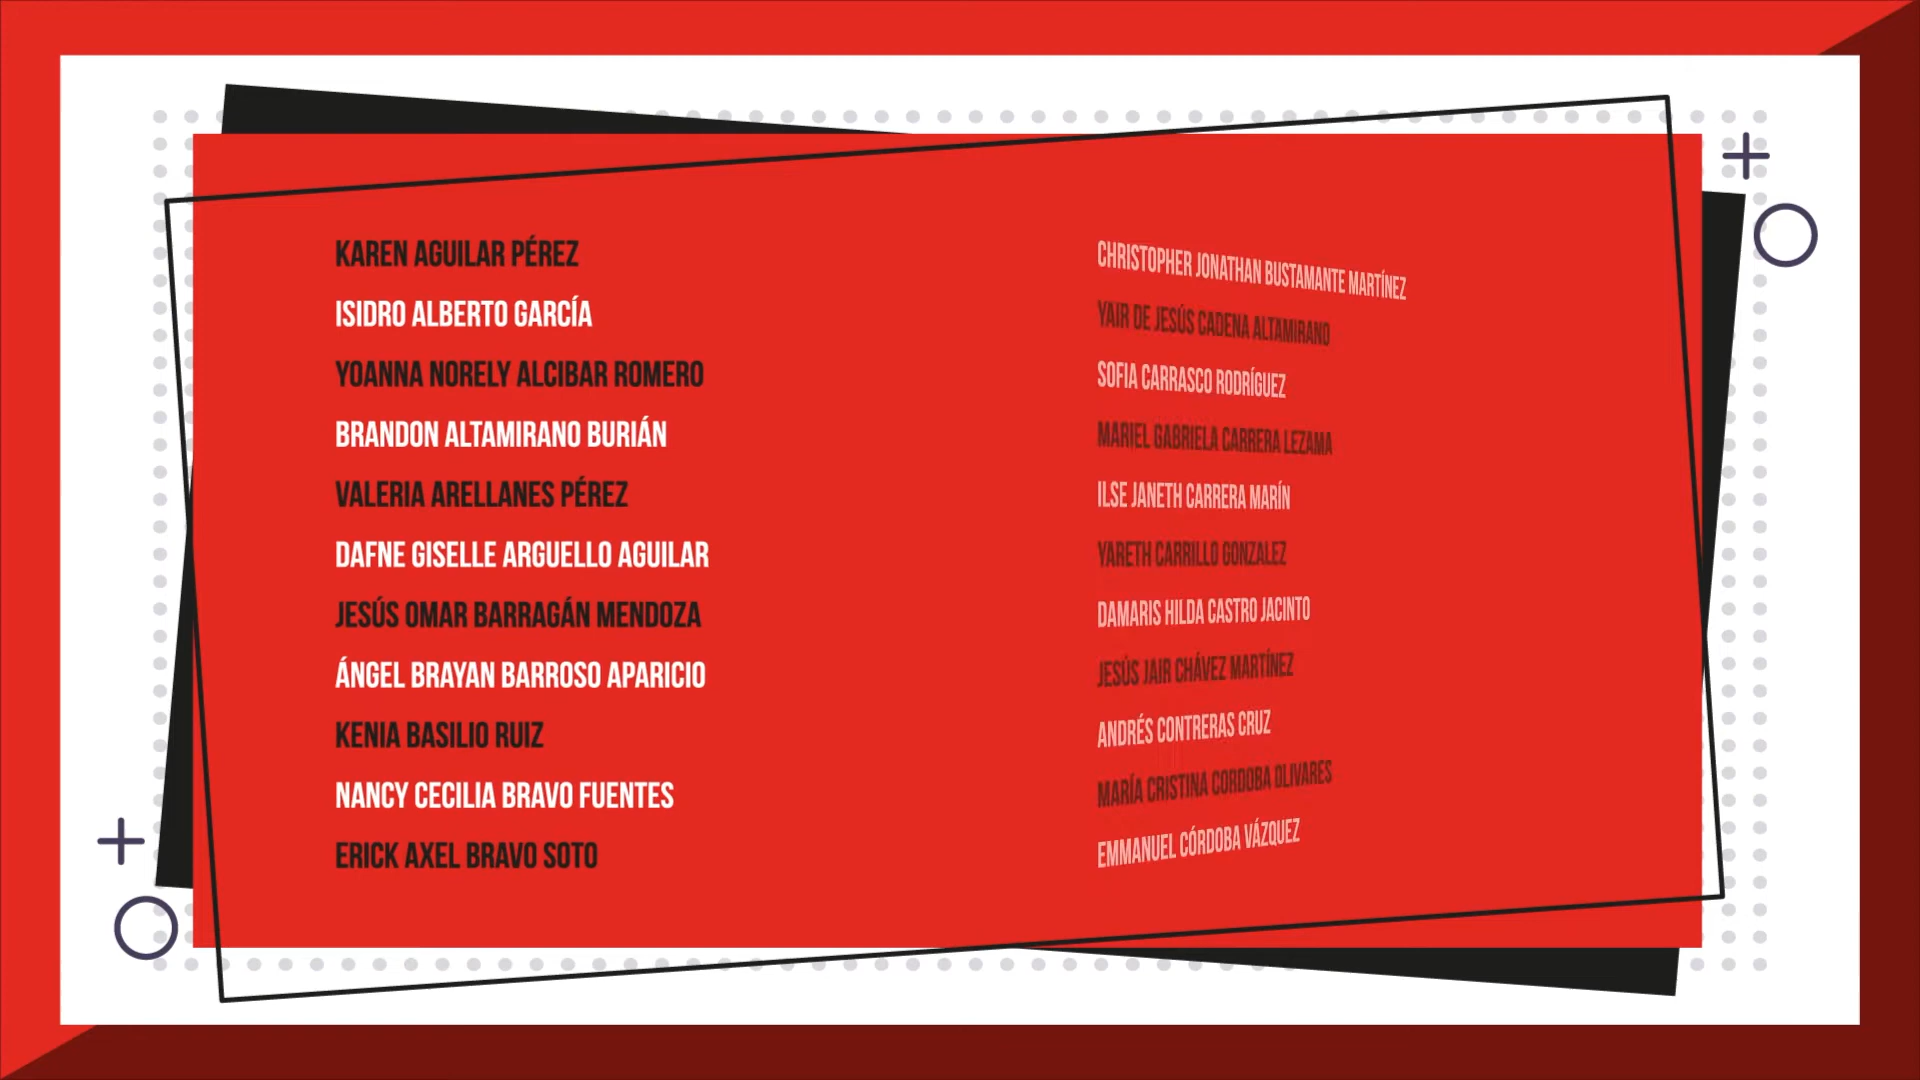 KAREN AGUILAR PÉREZ
ISIDRO ALBERTO GARCÍA
YOANNA NORELY ALCIBAR ROMERO
BRANDON ALTAMIRANO BURIÁN
VALERIA ARELLANES PÉREZ
DAFNE GISELLE ARGUELLO AGUILAR
JESÚS OMAR BARRAGÁN MENDOZA
ÁNGEL BRAYAN BARROSO APARICIO
KENIA BASILIO RUIZ
NANCY CECILIA BRAVO FUENTES
ERICK AXEL BRAVO SOTO
CHRISTOPHER JONATHAN BUSTAMANTE MARTÍNEZ
YAIR DE JESÚS CADENA ALTAMIRANO
SOFIA CARRASCO RODRÍGUEZ
MARIEL GABRIELA CARRERA LEZAMA
ILSE JANETH CARRERA MARÍN
YARETH CARRILLO GONZALEZ
DAMARIS HILDA CASTRO JACINTO
JESÚS JAIR CHÁVEZ MARTÍNEZ
ANDRÉS CONTRERAS CRUZ
MARÍA CRISTINA CORDOBA OLIVARES
EMMANUEL CÓRDOBA VÁZQUEZ